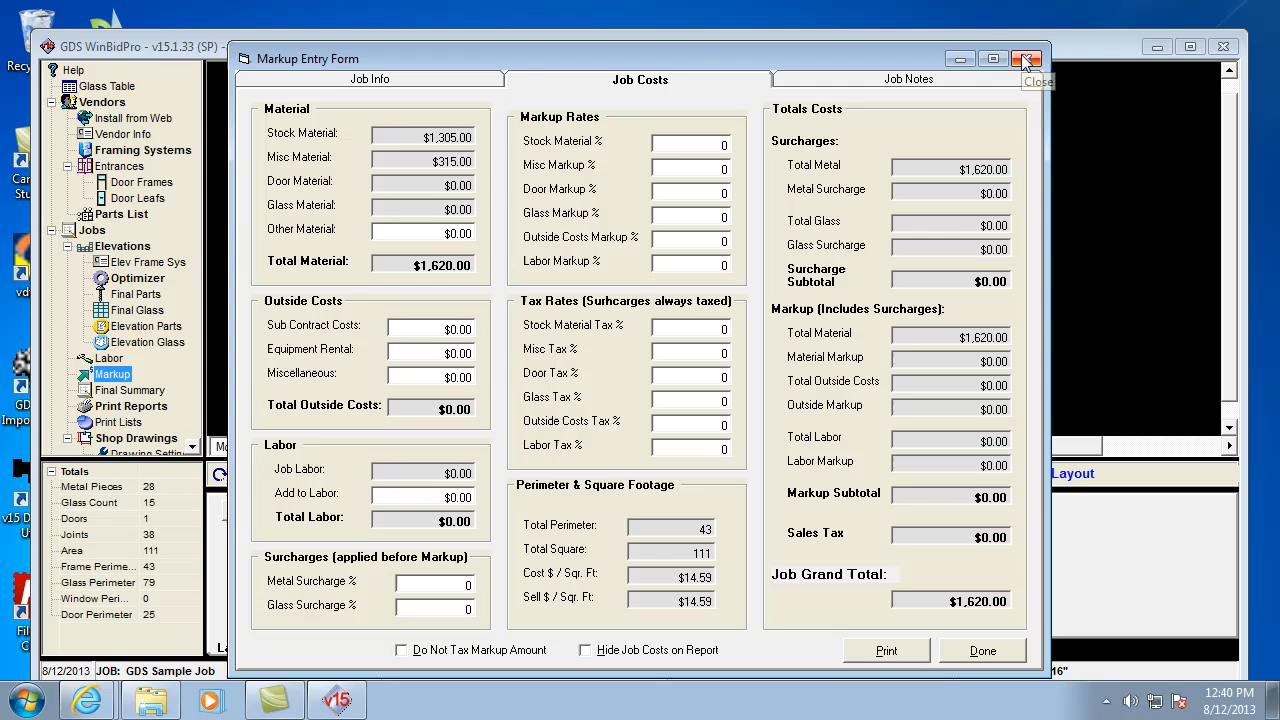 GDS WinBidPro - v15.1.33 (SP) -
Markup Entry Form
Close
Help
Glass Table
Vendors
Install from Web
Vendor Info
Framing Systems
Entrances
Door Frames
Door Leafs
Parts List
Jobs
Elevations
Elev Frame Sys
Optimizer
Final Parts
Final Glass
Elevation Parts
Elevation Glass
Labor
Markup
Final Summary
Print Reports
Print Lists
Shop Drawings
Totals
Metal Pieces 28
Glass Count 15
Doors 1
Joints 38
Area 111
Frame Perime... 43
Glass Perimeter 79
Window Peri... 0
Door Perimeter 25
Job Info
Job Costs
Job Notes
Material
Stock Material: $1,305.00
Misc Material: $315.00
Door Material: $0.00
Glass Material: $0.00
Other Material: $0.00
Total Material: $1,620.00
Outside Costs
Sub Contract Costs: $0.00
Equipment Rental: $0.00
Miscellaneous: $0.00
Total Outside Costs: $0.00
Labor
Job Labor: $0.00
Add to Labor: $0.00
Total Labor: $0.00
Surcharges (applied before Markup)
Metal Surcharge % 0
Glass Surcharge % 0
Markup Rates
Stock Material % 0
Misc Markup % 0
Door Markup % 0
Glass Markup % 0
Outside Costs Markup % 0
Labor Markup % 0
Tax Rates (Surhcarges always taxed)
Stock Material Tax % 0
Misc Tax % 0
Door Tax % 0
Glass Tax % 0
Outside Costs Tax % 0
Labor Tax % 0
Perimeter & Square Footage
Total Perimeter: 43
Total Square: 111
Cost $ / Sqr. Ft: $14.59
Sell $ / Sqr. Ft: $14.59
Totals Costs
Surcharges:
Total Metal $1,620.00
Metal Surcharge $0.00
Total Glass $0.00
Glass Surcharge $0.00
Surcharge
Subtotal $0.00
Markup (Includes Surcharges):
Total Material $1,620.00
Material Markup $0.00
Total Outside Costs $0.00
Outside Markup $0.00
Total Labor $0.00
Labor Markup $0.00
Markup Subtotal $0.00
Sales Tax $0.00
Job Grand Total:
$1,620.00
Do Not Tax Markup Amount
Hide Job Costs on Report
Print
Done
Layout
8/12/2013 JOB: GDS Sample Job
v15
12:40 PM
8/12/2013